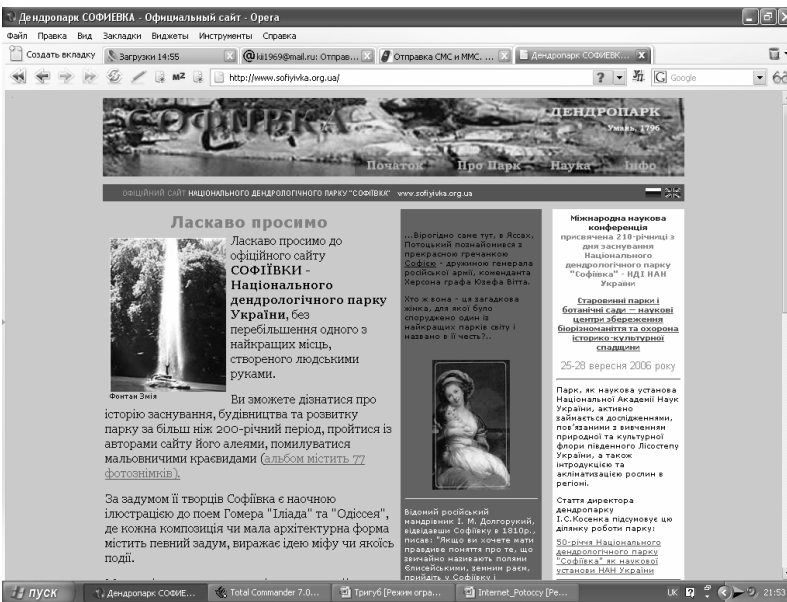 Дендропарк СОФИЕВКА - Официальный сайт - Opera
Файл Правка Вид Закладки Виджеты Инструменты Справка
Создать вкладку
Загрузки 14:55
kii1969@mail.ru: Отправ...
Отправка СМС и ММС. ...
Дендропарк СОФИЕВК...
http://www.sofiyivka.org.ua/
Google
СОФІЇВКА
ДЕНДРОПАРК
Умань, 1796
Початок Про Парк Наука Інфо
ОФІЦІЙНИЙ САЙТ НАЦІОНАЛЬНОГО ДЕНДРОЛОГІЧНОГО ПАРКУ "СОФІЇВКА" www.sofiyivka.org.ua
Ласкаво просимо
Ласкаво просимо до
офіційного сайту
СОФІЇВКИ -
Національного
дендрологічного парку
України, без
перебільшення одного з
найкращих місць,
створеного людськими
руками.
Фонтан Змія
Ви зможете дізнатися про
історію заснування, будівництва та розвитку
парку за більш ніж 200-річний період, пройтися із
авторами сайту його алеями, помилуватися
мальовничими краєвидами (альбом містить 77
фотознімків).
За задумом її творців Софіївка є наочною
ілюстрацією до поем Гомера "Іліада" та "Одіссея",
де кожна композиція чи мала архітектурна форма
містить певний задум, виражає ідею міфу чи якоїсь
події.
...Вірогідно саме тут, в Яссах,
Потоцький познайонився з
прекрасною гречанкою
Софією - дружиною генерала
російської армії, коменданта
Херсона графа Юзефа Вітта.
Хто ж вона - ця загадкова
жінка, для якої було
споруджено один із
найкращих парків світу і
названо в її честь?..
Відомий російський
мандрівник І. М. Долгорукий,
відвідавши Софіївку в 1810р.,
писав: "Якщо ви хочете мати
правдиве поняття про те, що
звичайно називають полями
Єлисейськими, земним раєм,
прийдіть у Софіївку і
Міжнародна наукова
конференція
присвячена 210-річниці з
дня заснування
Національного
дендрологічного парку
"Софіївка" - НДІ НАН
України
Старовинні парки і
ботанічні сади — наукові
центри збереження
біорізноманіття та охорона
історико-культурної
спадщини
25-28 вересня 2006 року
Парк, як наукова установа
Національної Академії Наук
України, активно
займається дослідженнями,
пов'язаними з вивченням
природної та культурної
флори південного Лісостепу
України, а також
інтродукцією та
акліматизацією рослин в
регіоні.
Стаття директора
дендропарку
І.С.Косенка підсумовує цю
ділянку роботи парку:
50-річчя Національного
дендрологічного парку
"Софіївка" як наукової
установи НАН України
пуск
Дендропарк СОФИЕ...
Total Commander 7.0...
Тригуб [Режим огра...
Internet_Potoccy [Ре...
UK
21:53